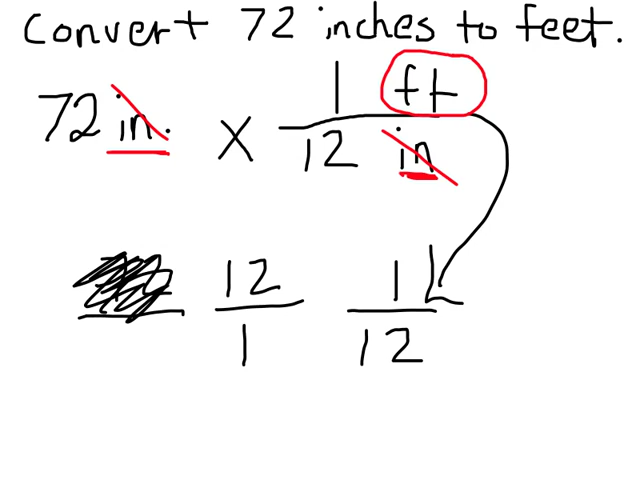 Convert 72 inches to feet.
1 ft
72 in. x
12 in
12 1
1 12